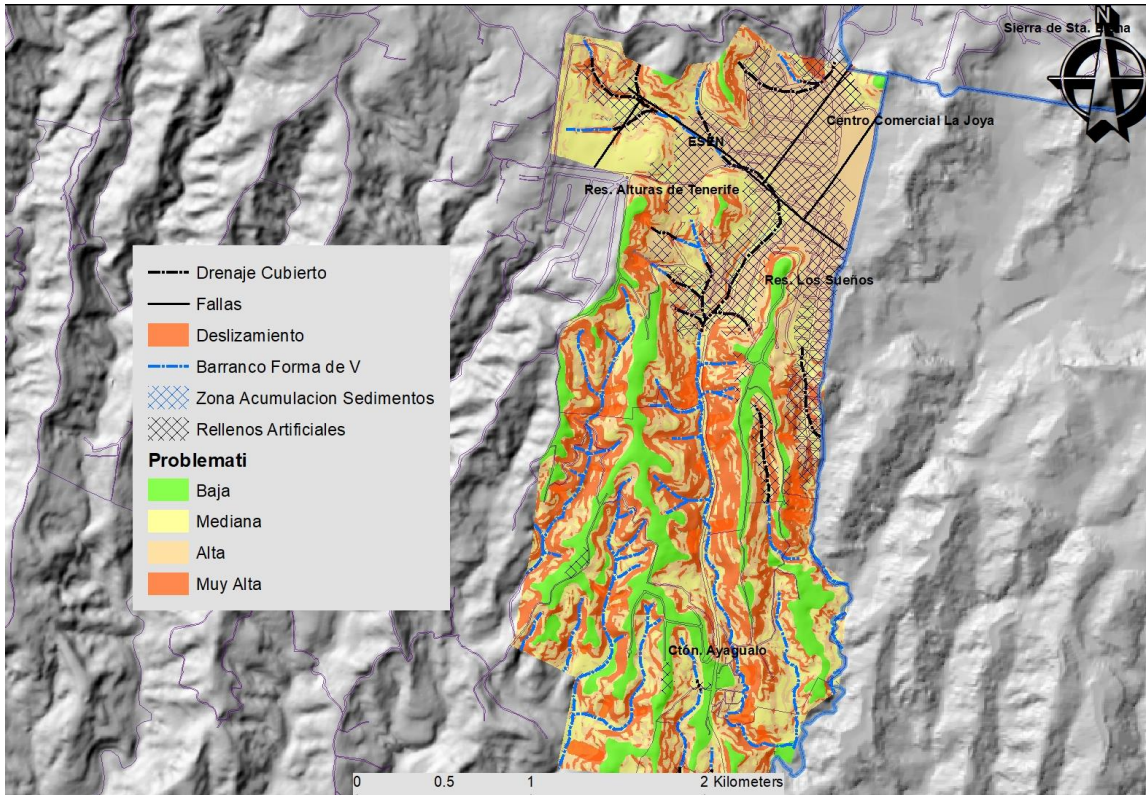 N
Sierra de Sta. Elena
Centro Comercial La Joya
ESEN
Res. Alturas de Tenerife
Res. Los Sueños
Drenaje Cubierto
Fallas
Deslizamiento
Barranco Forma de V
Zona Acumulacion Sedimentos
Rellenos Artificiales
Problemati
Baja
Mediana
Alta
Muy Alta
Ctón. Ayagualo
0 0.5 1 2 Kilometers